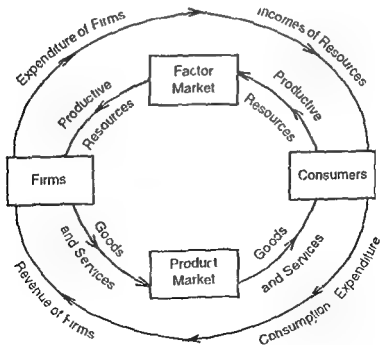 Expenditure of Firms
Incomes of Resources
Factor
Market
Productive
Resources
Productive
Resources
Firms
Consumers
Goods
and Services
Goods
and Services
Product
Market
Revenue of Firms
Consumption Expenditure